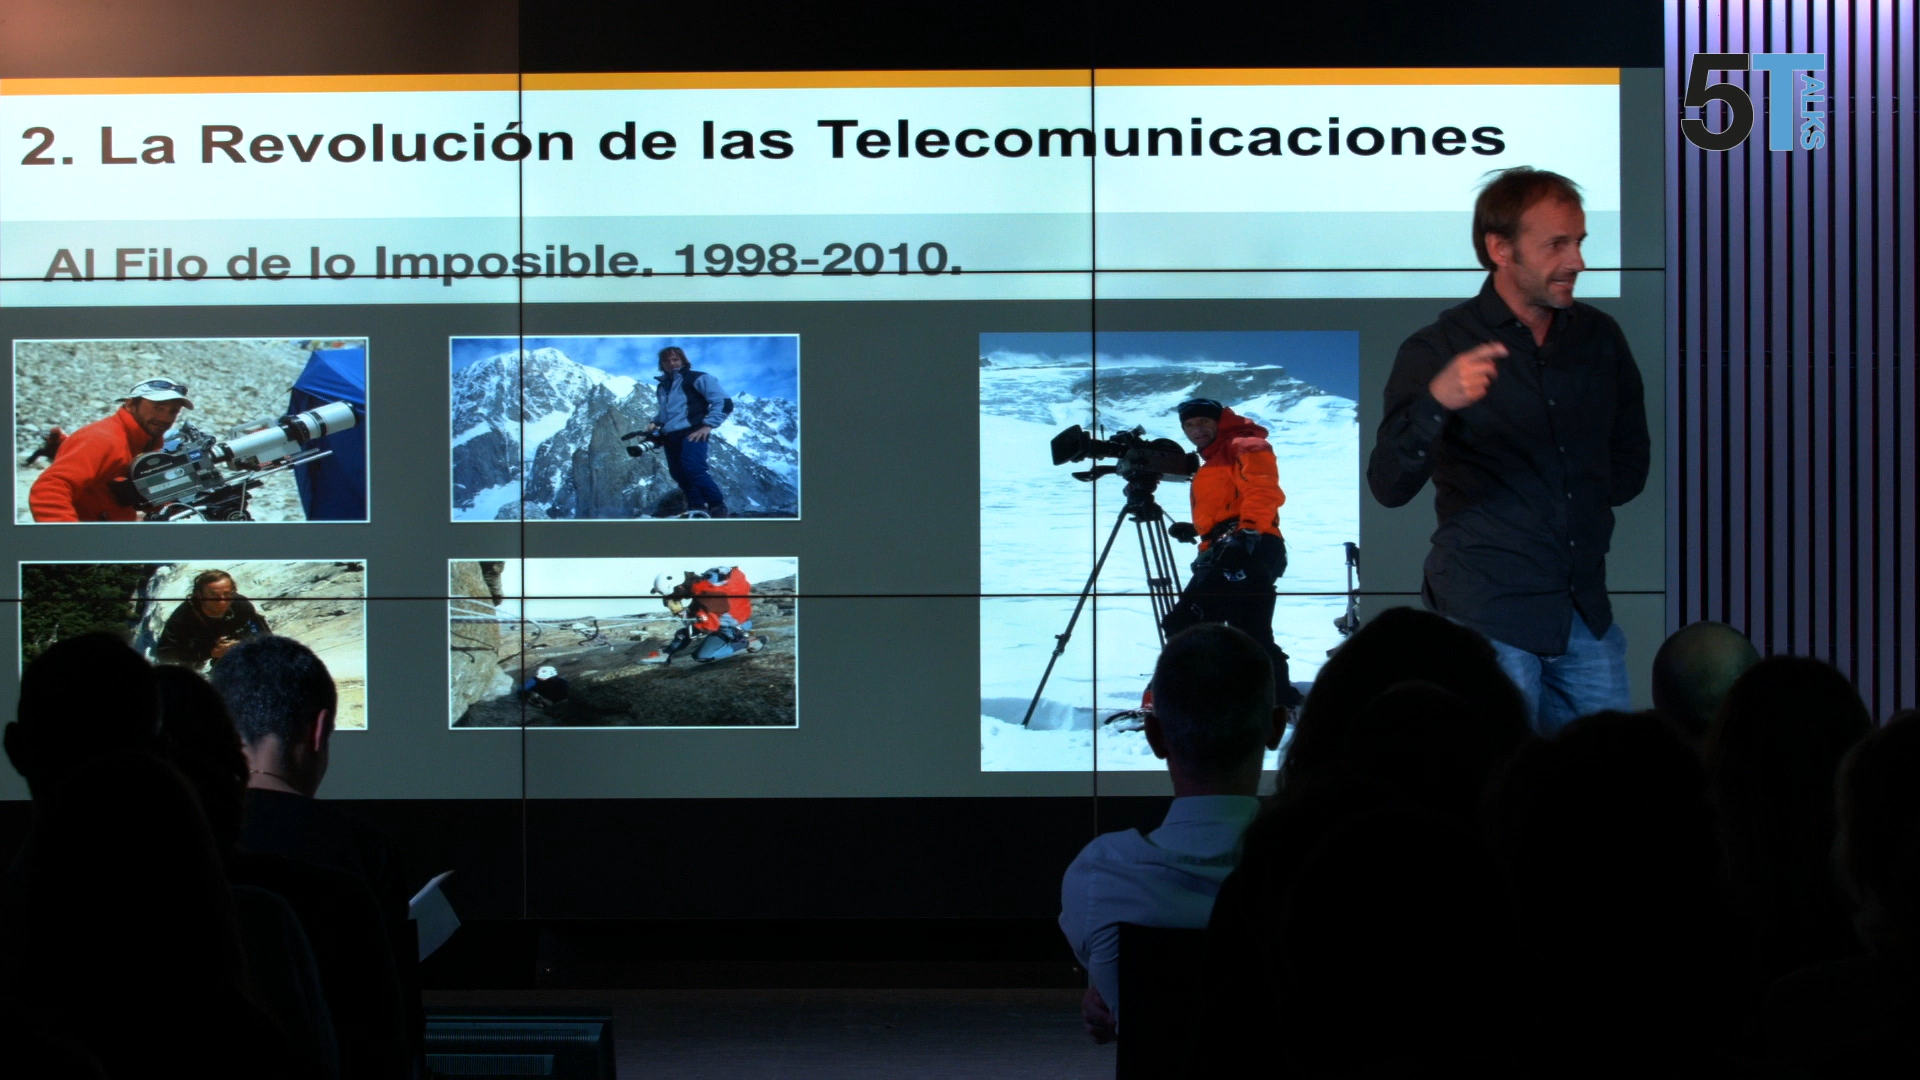 2. La Revolución de las Telecomunicaciones
Al Filo de lo Imposible. 1998-2010.
5TALKS